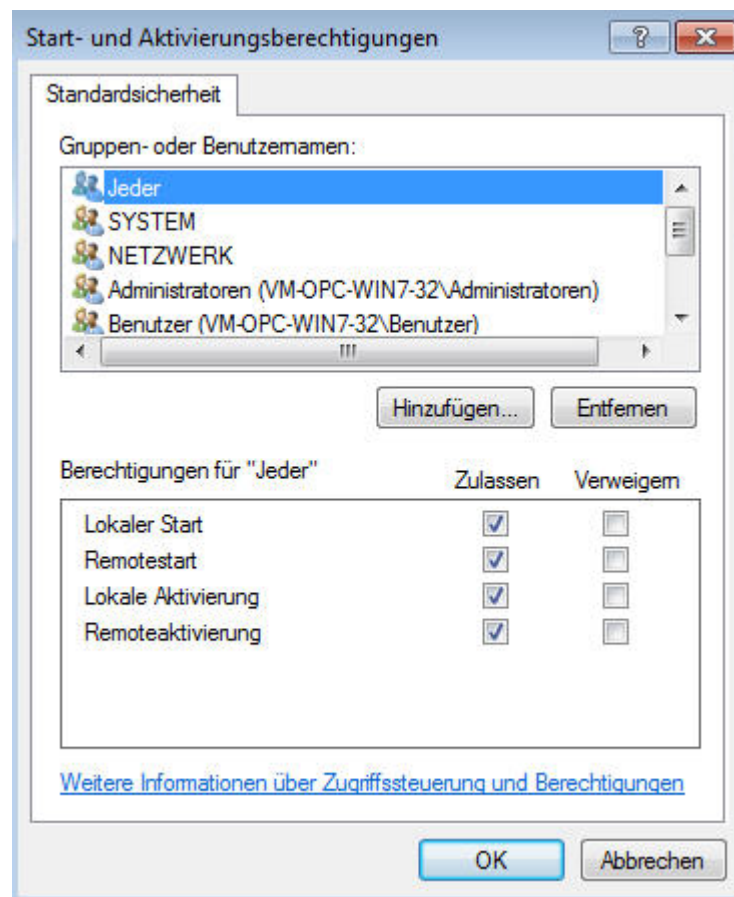 Start- und Aktivierungsberechtigungen
Standardsicherheit
Gruppen- oder Benutzernamen:
Jeder
SYSTEM
NETZWERK
Administratoren (VM-OPC-WIN7-32\Administratoren)
Benutzer (VM-OPC-WIN7-32\Benutzer)
Hinzufügen... Entfernen
Berechtigungen für "Jeder" Zulassen Verweigern
Lokaler Start
Remotestart
Lokale Aktivierung
Remoteaktivierung
Weitere Informationen über Zugriffssteuerung und Berechtigungen
OK Abbrechen